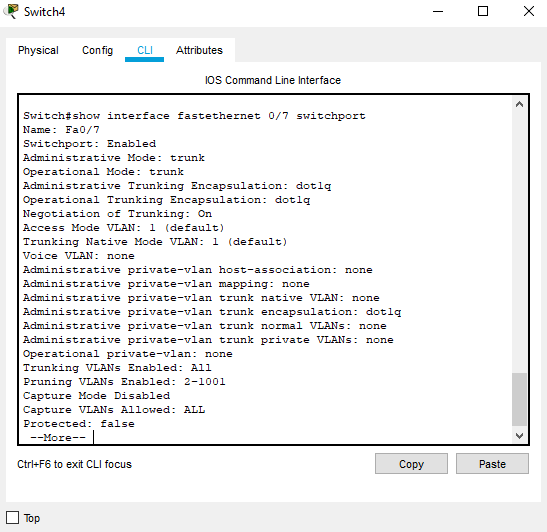 Switch4
Physical Config CLI Attributes
IOS Command Line Interface
Switch#show interface fastethernet 0/7 switchport
Name: Fa0/7
Switchport: Enabled
Administrative Mode: trunk
Operational Mode: trunk
Administrative Trunking Encapsulation: dot1q
Operational Trunking Encapsulation: dot1q
Negotiation of Trunking: On
Access Mode VLAN: 1 (default)
Trunking Native Mode VLAN: 1 (default)
Voice VLAN: none
Administrative private-vlan host-association: none
Administrative private-vlan mapping: none
Administrative private-vlan trunk native VLAN: none
Administrative private-vlan trunk encapsulation: dot1q
Administrative private-vlan trunk normal VLANs: none
Administrative private-vlan trunk private VLANs: none
Operational private-vlan: none
Trunking VLANs Enabled: All
Pruning VLANs Enabled: 2-1001
Capture Mode Disabled
Capture VLANs Allowed: ALL
Protected: false
--More--
Ctrl+F6 to exit CLI focus Copy Paste
Top